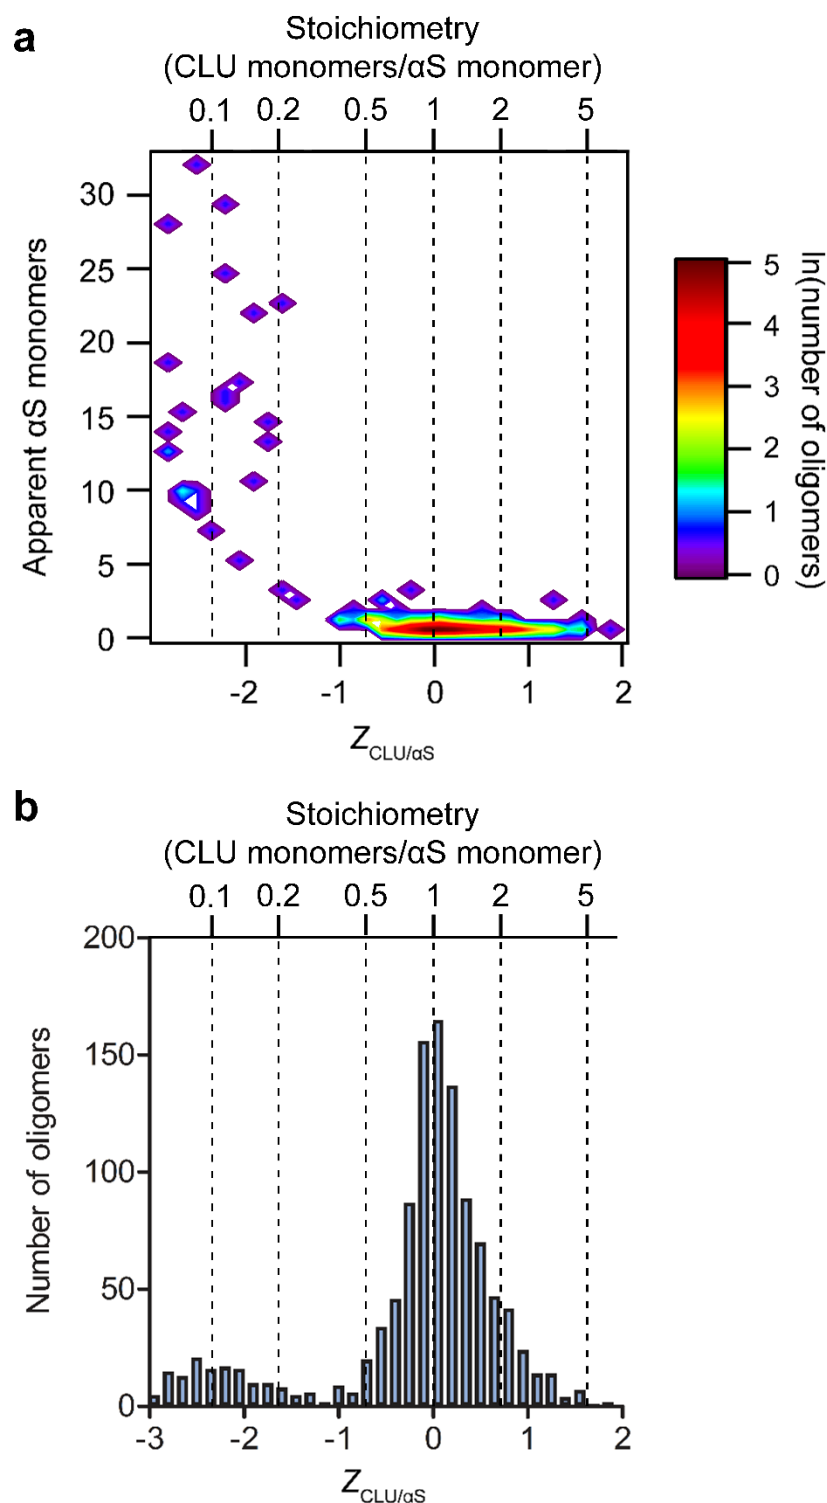 a
Stoichiometry
(CLU monomers/αS monomer)
0.1 0.2 0.5 1 2 5
Apparent αS monomers
30
25
20
15
10
5
0
-2 -1 0 1 2
ZCLU/αS
5
4
3
2
1
0
ln(number of oligomers)
b
Stoichiometry
(CLU monomers/αS monomer)
0.1 0.2 0.5 1 2 5
Number of oligomers
200
150
100
50
0
-3 -2 -1 0 1 2
ZCLU/αS